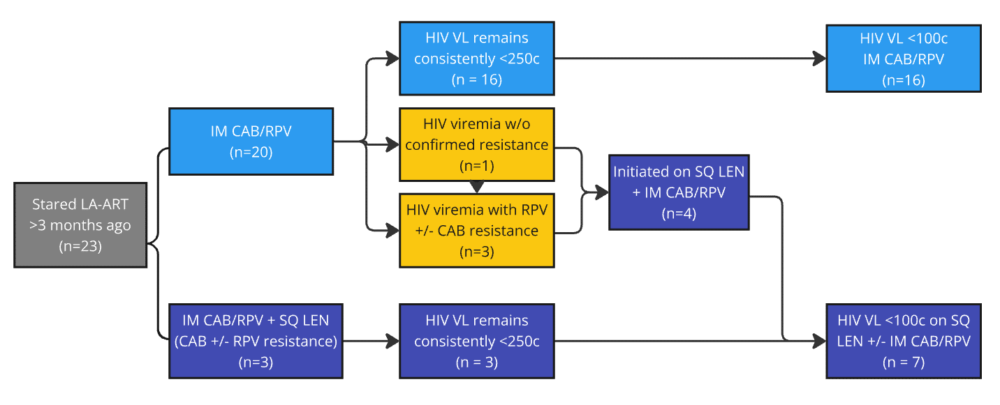 Stared LA-ART
>3 months ago
(n=23)
IM CAB/RPV
(n=20)
IM CAB/RPV + SQ LEN
(CAB +/- RPV resistance)
(n=3)
HIV VL remains
consistently <250c
(n = 16)
HIV viremia w/o
confirmed resistance
(n=1)
HIV viremia with RPV
+/- CAB resistance
(n=3)
HIV VL remains
consistently <250c
(n = 3)
Initiated on SQ LEN
+ IM CAB/RPV
(n=4)
HIV VL <100c
IM CAB/RPV
(n=16)
HIV VL <100c on SQ
LEN +/- IM CAB/RPV
(n = 7)